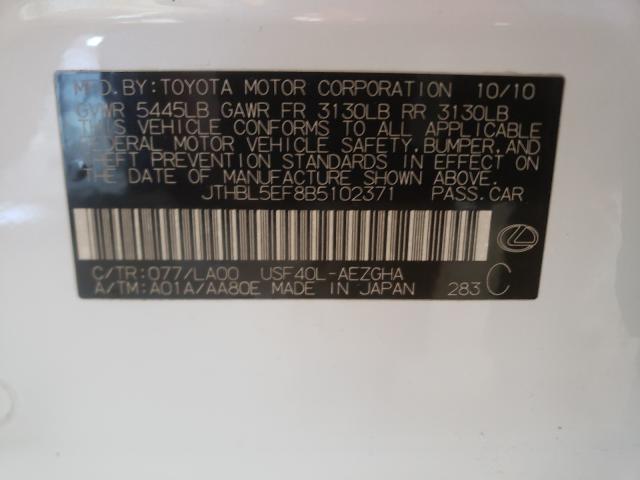 MFD.BY:TOYOTA MOTOR CORPORATION 10/10
GVWR 5445LB GAWR FR 3130LB RR 3130LB
THIS VEHICLE CONFORMS TO ALL APPLICABLE
FEDERAL MOTOR VEHICLE SAFETY,BUMPER,AND
THEFT PREVENTION STANDARDS IN EFFECT ON
THE DATE OF MANUFACTURE SHOWN ABOVE.
JTHBL5EF8B5102371 PASS.CAR
C/TR:077/LA00 USF40L-AEZGHA
A/TM:A01A/AA80E MADE IN JAPAN 283 C